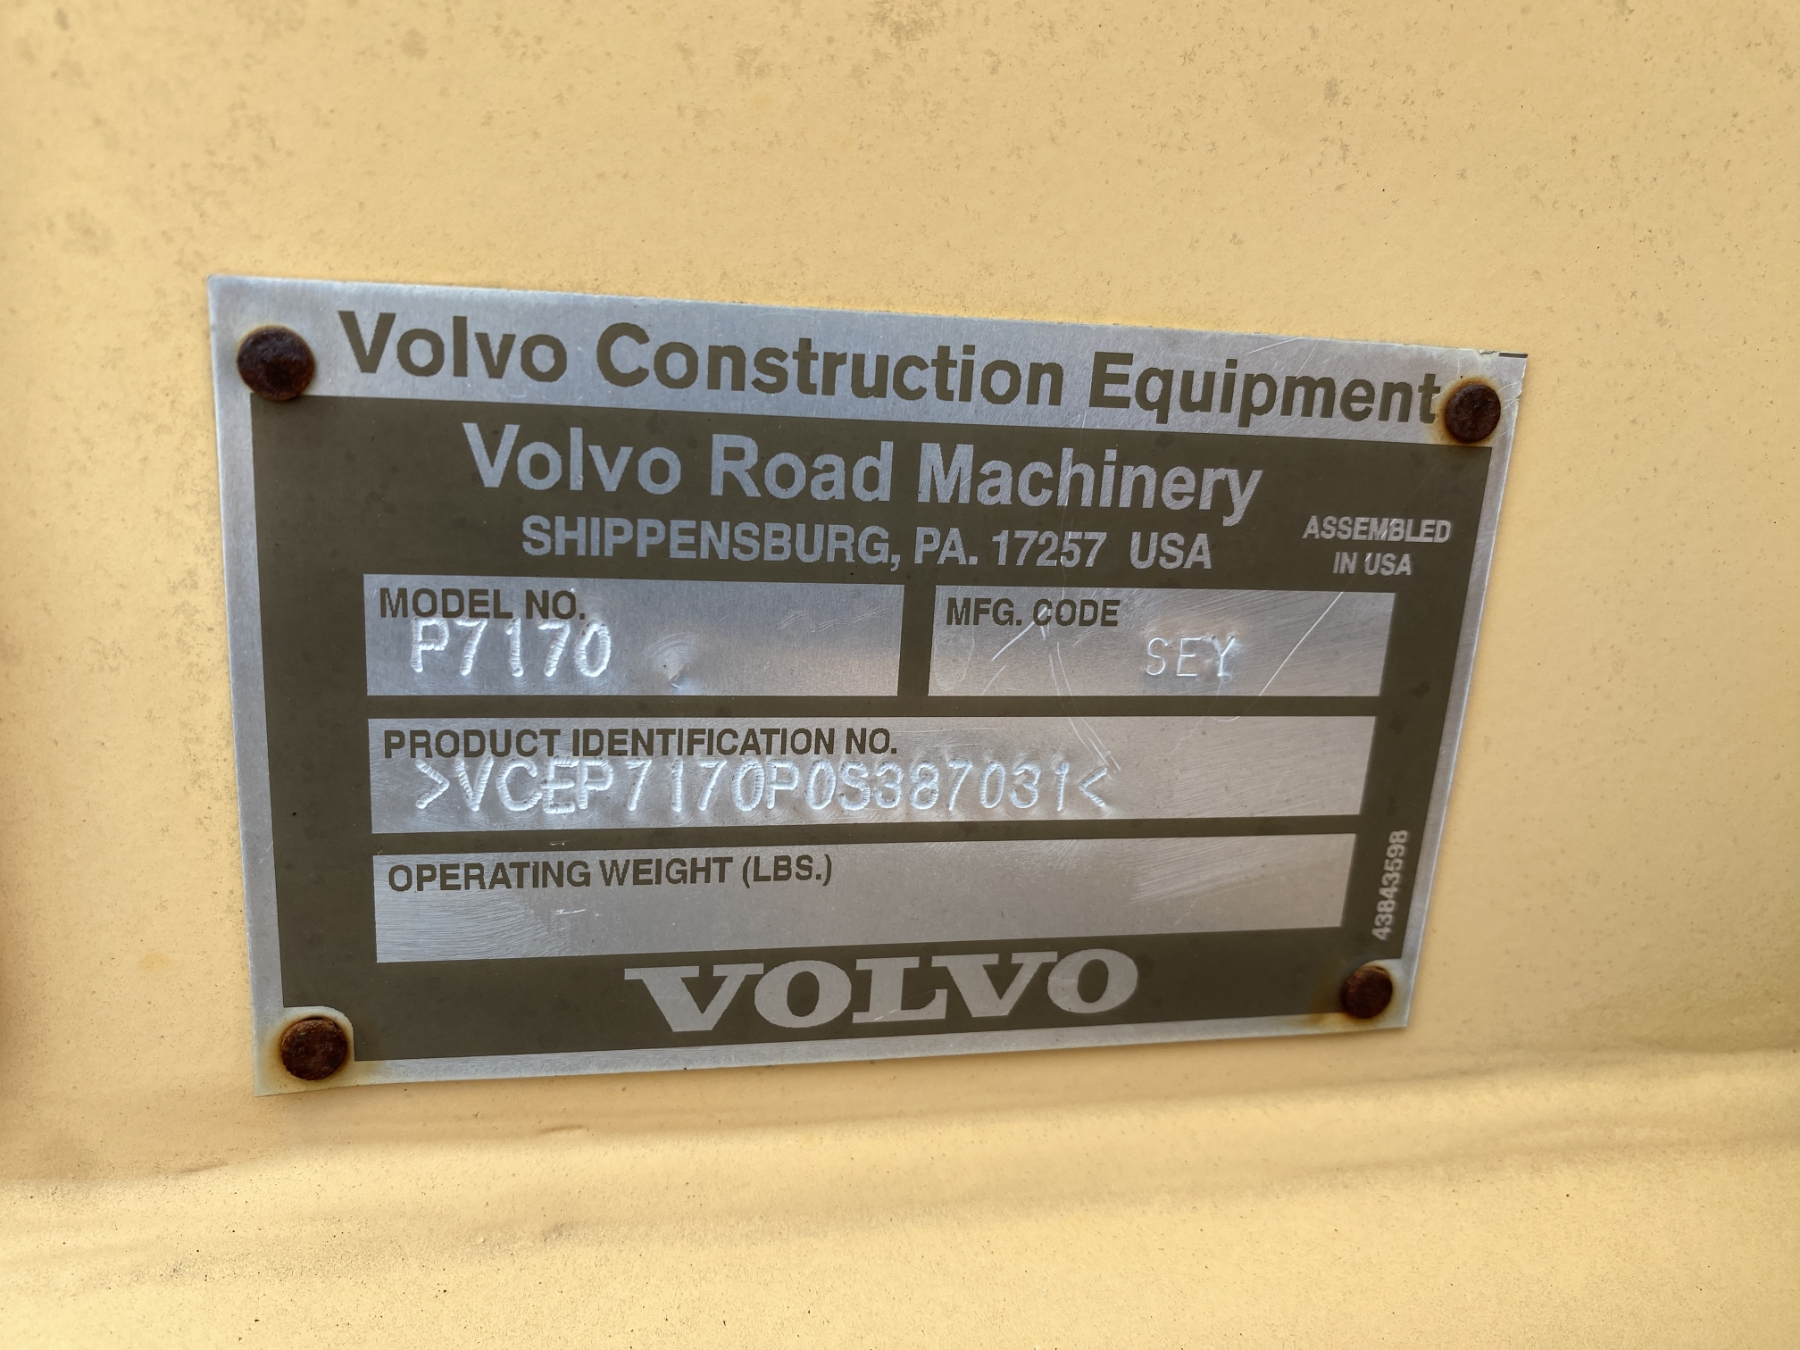 Volvo Construction Equipment
Volvo Road Machinery
SHIPPENSBURG, PA. 17257 USA
ASSEMBLED
IN USA
MODEL NO.
P7170
MFG. CODE
SEY
PRODUCT IDENTIFICATION NO.
>VCEP7170P0S387031<
OPERATING WEIGHT (LBS.)
43843598
VOLVO